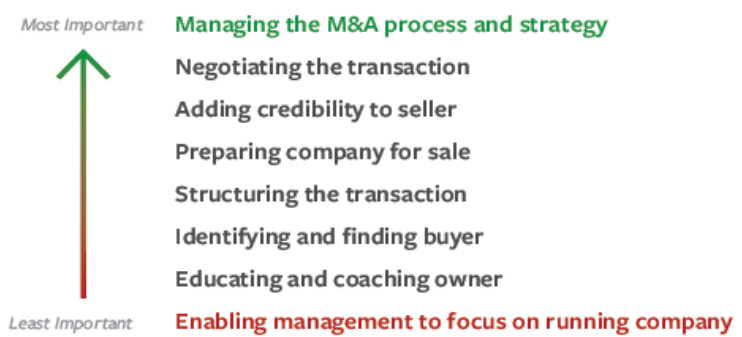 Most Important Managing the M&A process and strategy
Negotiating the transaction
Adding credibility to seller
Preparing company for sale
Structuring the transaction
Identifying and finding buyer
Educating and coaching owner
Least Important Enabling management to focus on running company